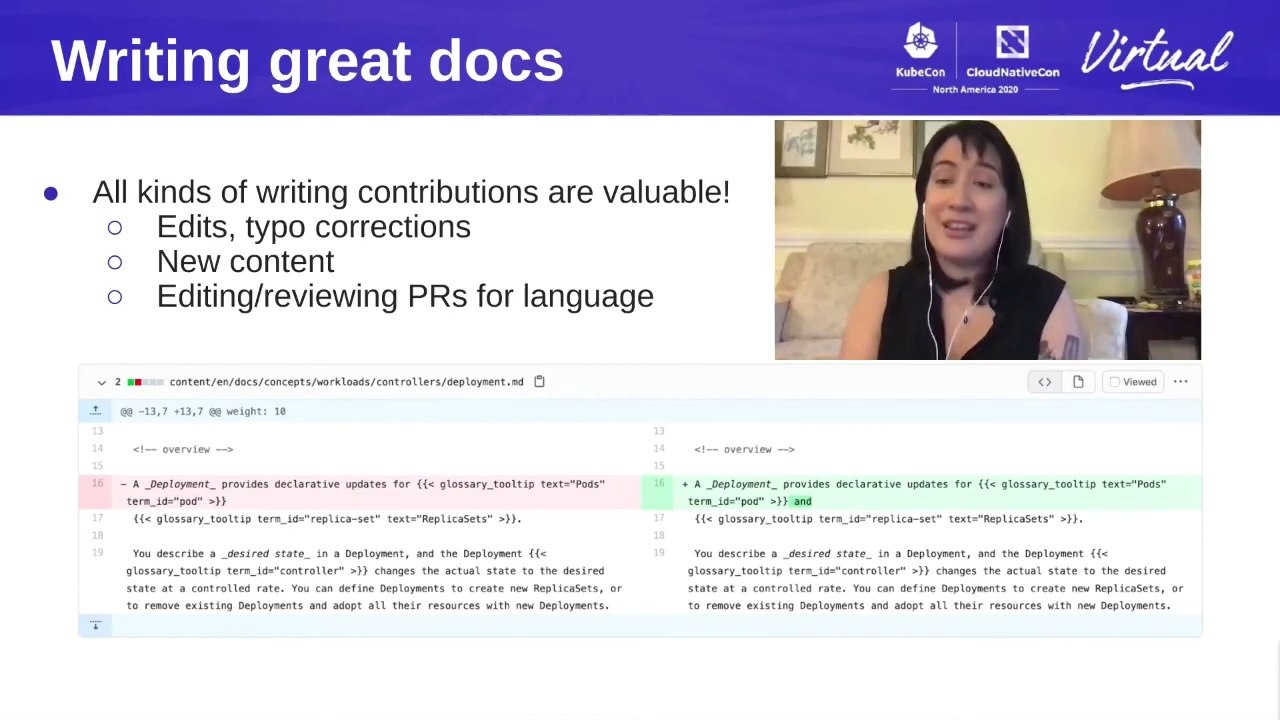 Writing great docs
KubeCon
CloudNativeCon
North America 2020
Virtual
● All kinds of writing contributions are valuable!
○ Edits, typo corrections
○ New content
○ Editing/reviewing PRs for language
2 content/en/docs/concepts/workloads/controllers/deployment.md
Viewed
@@ -13,7 +13,7 @@ weight: 10
13
14 <!-- overview -->
15
16 - A _Deployment_ provides declarative updates for {{< glossary_tooltip text="Pods"
term_id="pod" >}}
17 {{< glossary_tooltip term_id="replica-set" text="ReplicaSets" >}}.
18
19 You describe a _desired state_ in a Deployment, and the Deployment {{<
glossary_tooltip term_id="controller" >}} changes the actual state to the desired
state at a controlled rate. You can define Deployments to create new ReplicaSets, or
to remove existing Deployments and adopt all their resources with new Deployments.
13
14 <!-- overview -->
15
16 + A _Deployment_ provides declarative updates for {{< glossary_tooltip text="Pods"
term_id="pod" >}} and
17 {{< glossary_tooltip term_id="replica-set" text="ReplicaSets" >}}.
18
19 You describe a _desired state_ in a Deployment, and the Deployment {{<
glossary_tooltip term_id="controller" >}} changes the actual state to the desired
state at a controlled rate. You can define Deployments to create new ReplicaSets, or
to remove existing Deployments and adopt all their resources with new Deployments.